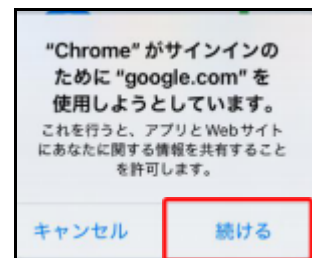 "Chrome" がサインインの
ために "google.com" を
使用しようとしています。
これを行うと、アプリとWebサイト
にあなたに関する情報を共有すること
を許可します。
キャンセル
続ける